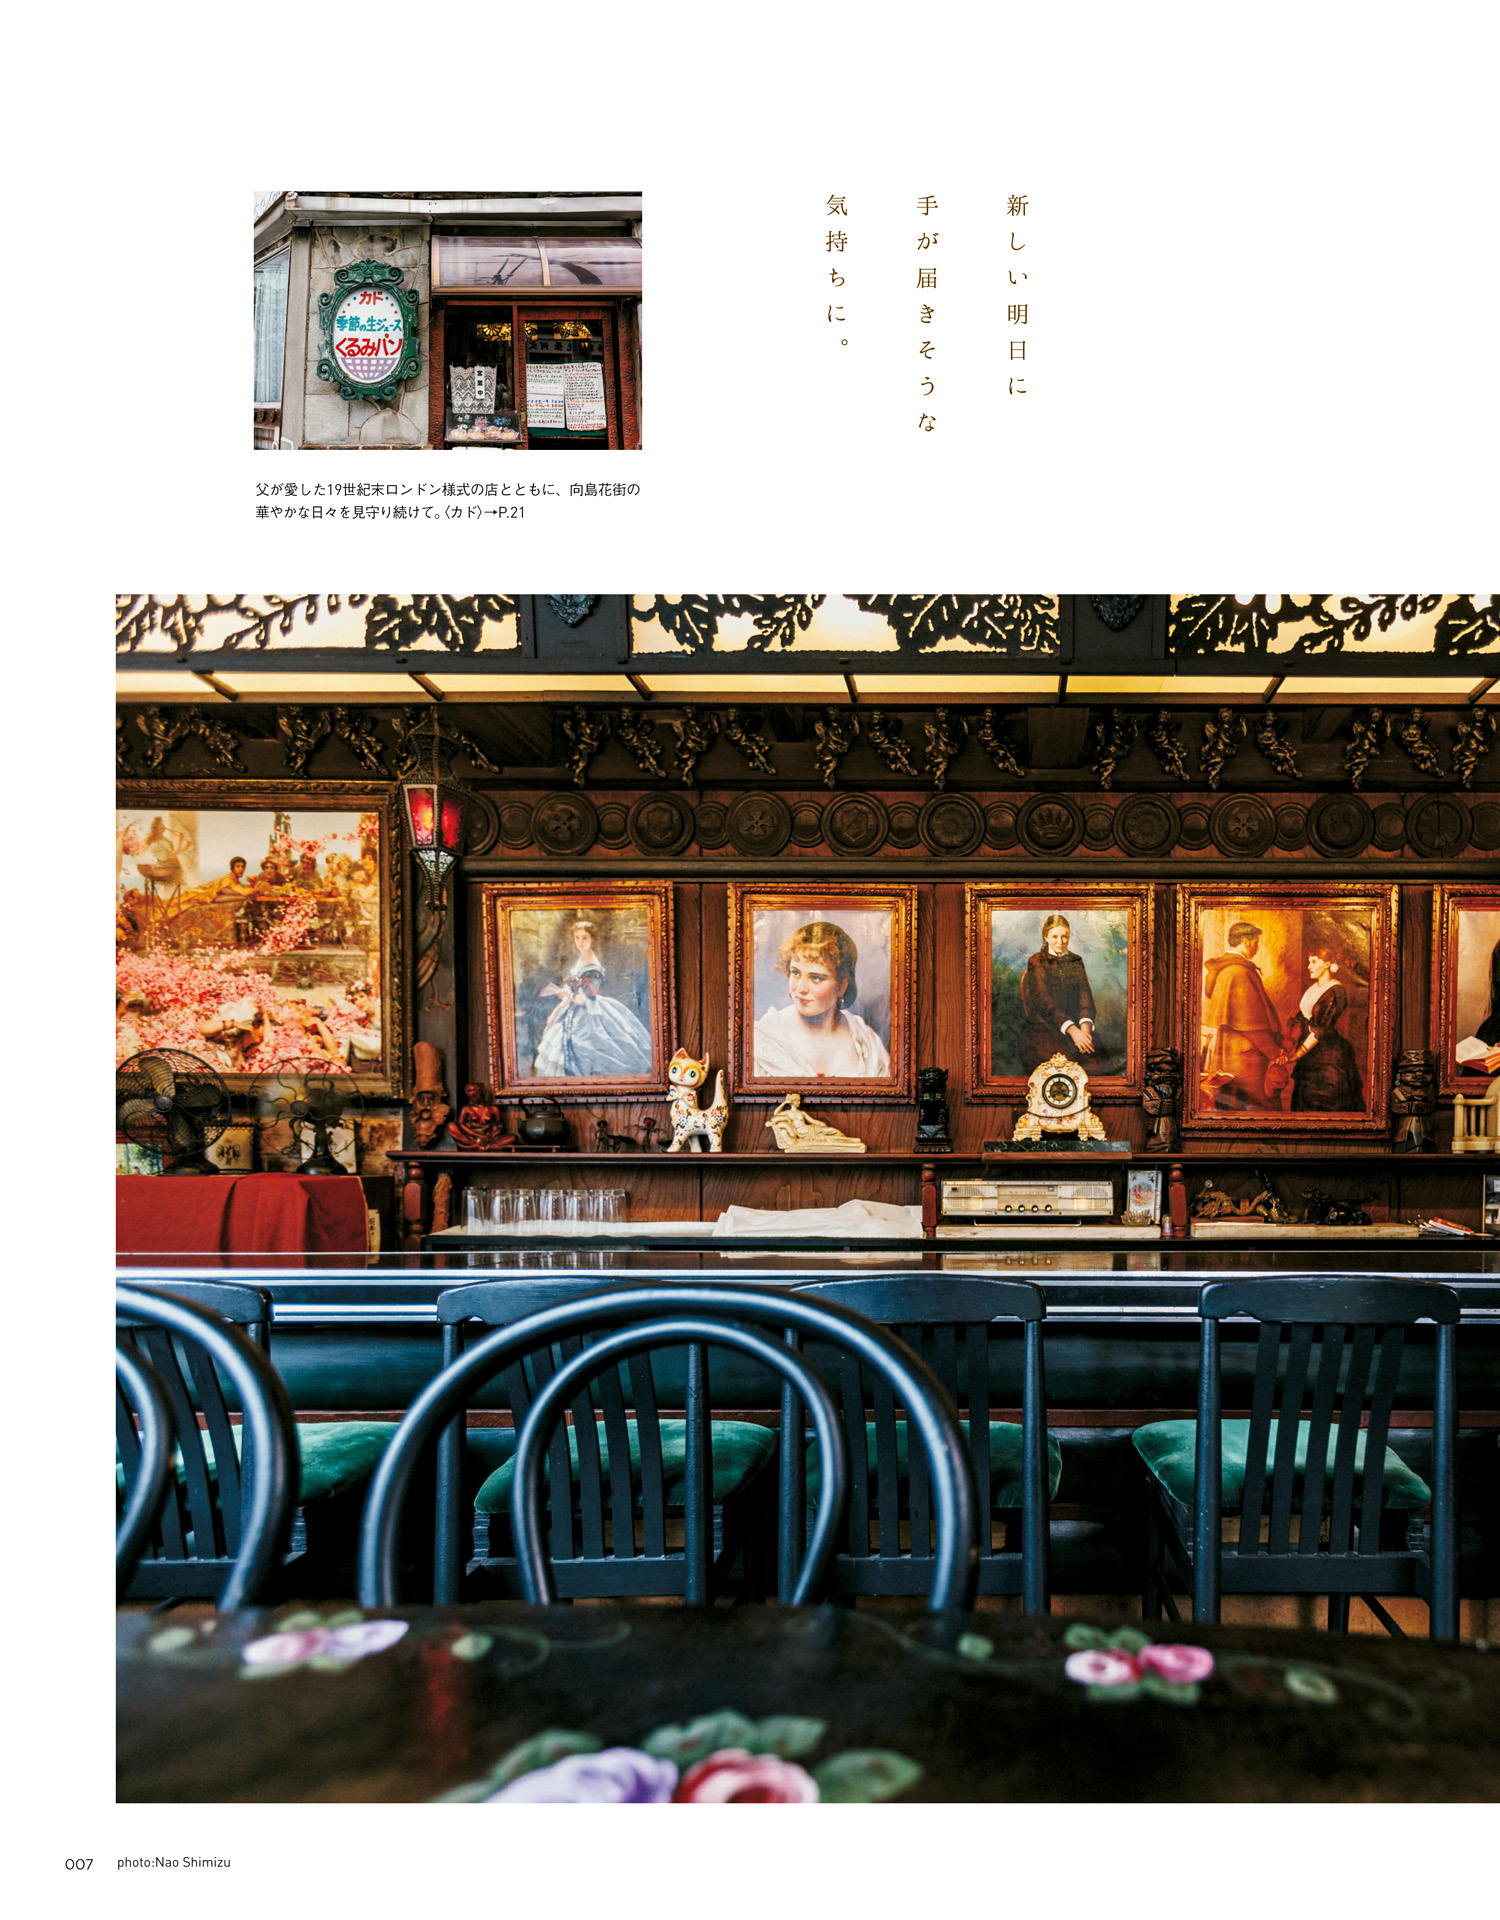 新しい明日に
手が届きそうな
気持ちに。
カド
季節の生ジュース
くるみパン
営業中
父が愛した19世紀末ロンドン様式の店とともに、向島花街の
華やかな日々を見守り続けて。〈カド〉→P.21
007 photo:Nao Shimizu